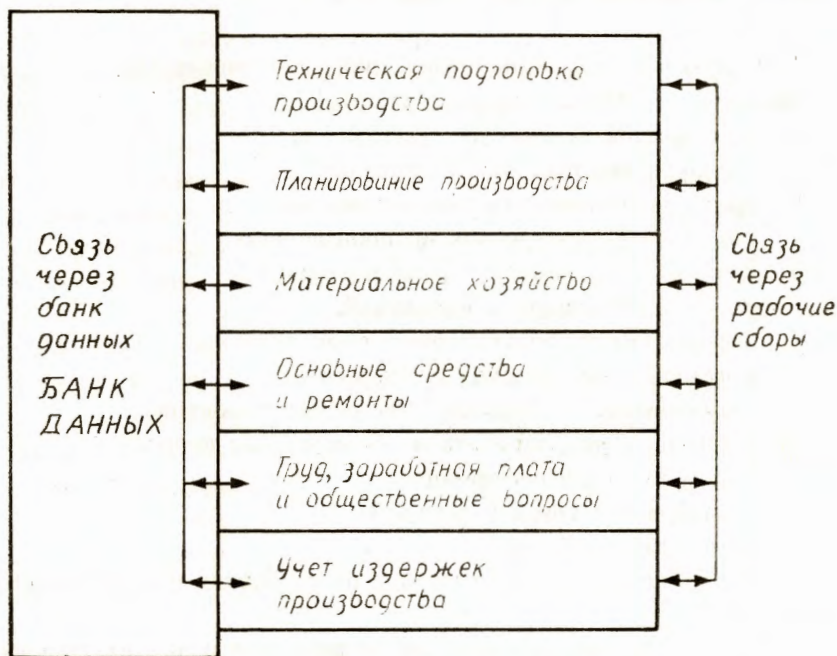 Связь
через
банк
данных
БАНК
ДАННЫХ
Техническая подготовка
производства
Планирование производства
Материальное хозяйство
Основные средства
и ремонты
Труд, заработная плата
и общественные вопросы
Учет издержек
производства
Связь
через
рабочие
сборы